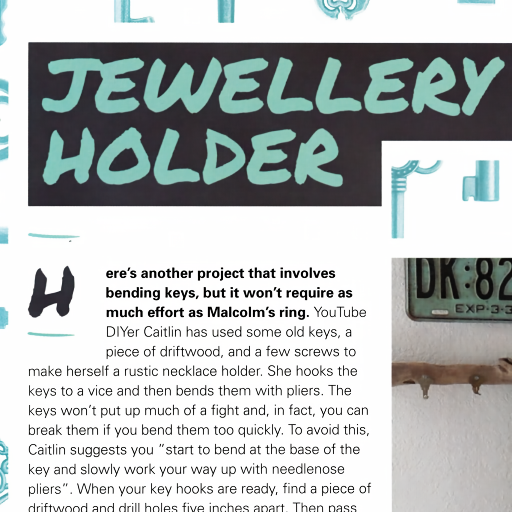 JEWELLERY
HOLDER
Here's another project that involves
bending keys, but it won't require as
much effort as Malcolm's ring. YouTube
DIYer Caitlin has used some old keys, a
piece of driftwood, and a few screws to
make herself a rustic necklace holder. She hooks the
keys to a vice and then bends them with pliers. The
keys won't put up much of a fight and, in fact, you can
break them if you bend them too quickly. To avoid this,
Caitlin suggests you "start to bend at the base of the
key and slowly work your way up with needlenose
pliers". When your key hooks are ready, find a piece of
driftwood and drill holes five inches apart. Then pass
DK:82
EXP-3-3